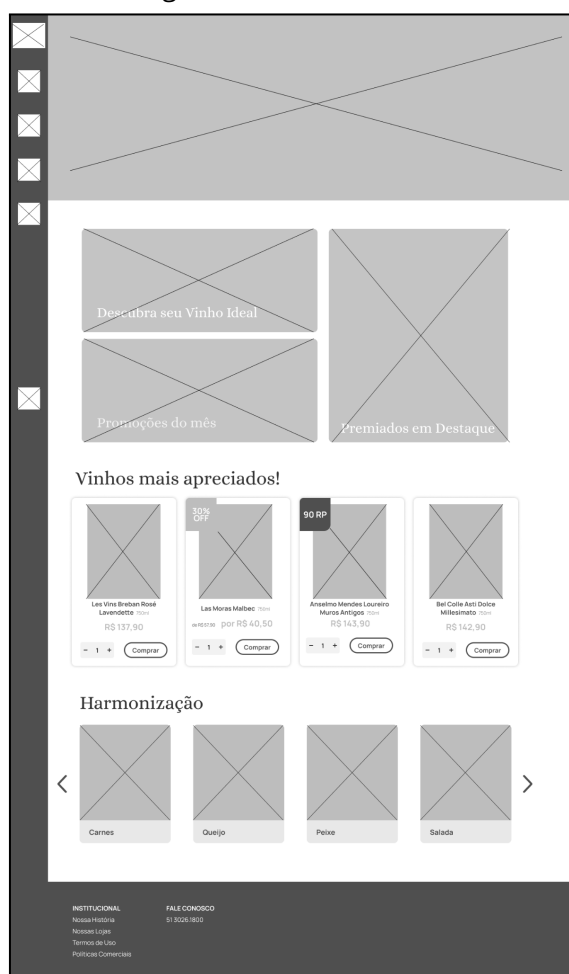 Descubra seu Vinho Ideal
Promoções do mês
Premiados em Destaque
Vinhos mais apreciados!
30%
OFF
90 RP
Les Vins Breban Rosé
Lavendette 750ml
R$137,90
- 1 +
Comprar
Las Moras Malbec 750ml
de R$57,90 por R$40,50
- 1 +
Comprar
Anselmo Mendes Loureiro
Muros Antigos 750ml
R$143,90
- 1 +
Comprar
Bel Colle Asti Dolce
Millesimato 750ml
R$142,90
- 1 +
Comprar
Harmonização
Carnes
Queijo
Peixe
Salada
INSTITUCIONAL
Nossa História
Nossas Lojas
Termos de Uso
Políticas Comerciais
FALE CONOSCO
51 3026.1800